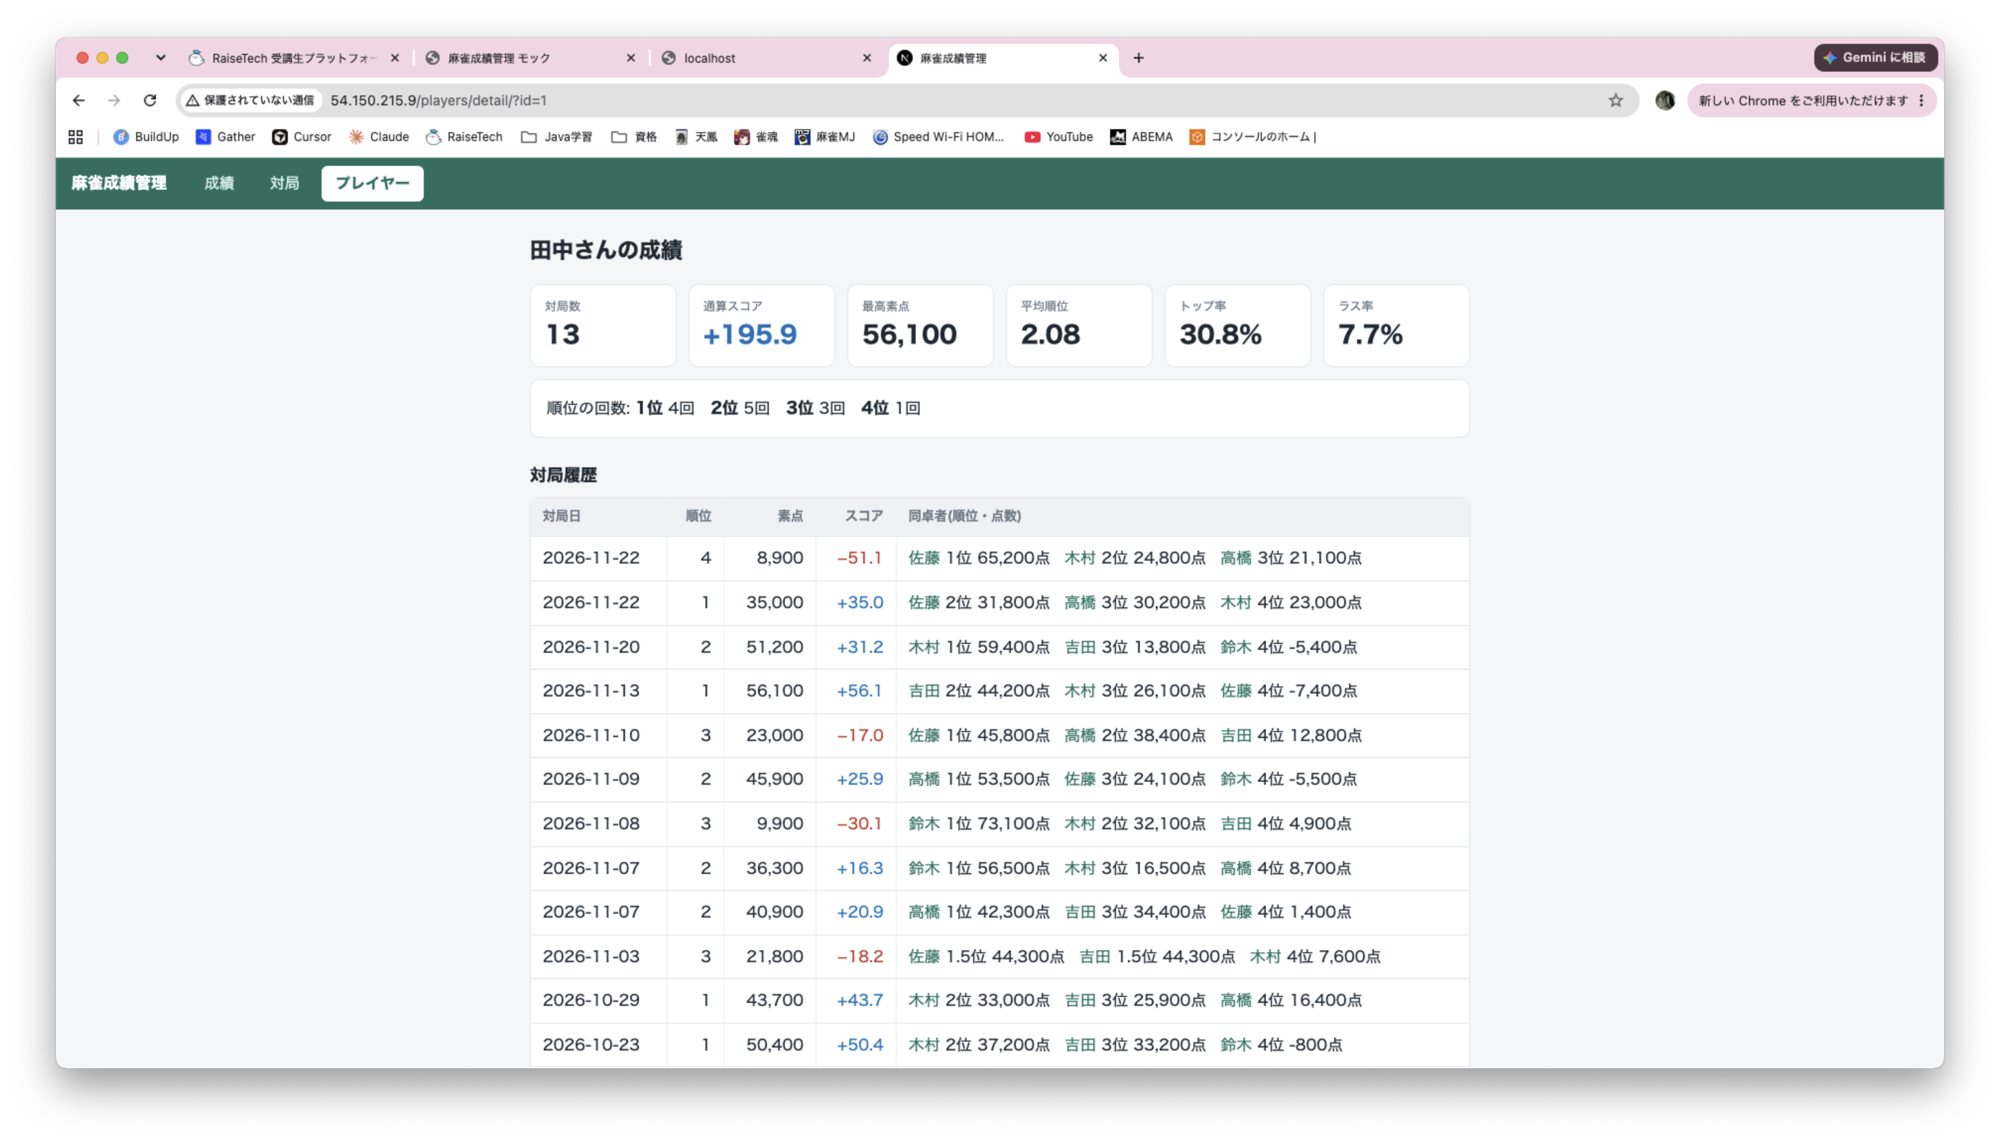 RaiseTech 受講生プラットフォー
麻雀成績管理 モック
localhost
麻雀成績管理
Gemini に相談
保護されていない通信
54.150.215.9/players/detail/?id=1
新しい Chrome をご利用いただけます
BuildUp
Gather
Cursor
Claude
RaiseTech
Java学習
資格
天鳳
雀魂
麻雀MJ
Speed Wi-Fi HOM...
YouTube
ABEMA
コンソールのホーム |
麻雀成績管理 成績 対局 プレイヤー
田中さんの成績
対局数
13
通算スコア
+195.9
最高素点
56,100
平均順位
2.08
トップ率
30.8%
ラス率
7.7%
順位の回数: 1位 4回 2位 5回 3位 3回 4位 1回
対局履歴
対局日 順位 素点 スコア 同卓者(順位・点数)
2026-11-22 4 8,900 −51.1 佐藤 1位 65,200点 木村 2位 24,800点 高橋 3位 21,100点
2026-11-22 1 35,000 +35.0 佐藤 2位 31,800点 高橋 3位 30,200点 木村 4位 23,000点
2026-11-20 2 51,200 +31.2 木村 1位 59,400点 吉田 3位 13,800点 鈴木 4位 -5,400点
2026-11-13 1 56,100 +56.1 吉田 2位 44,200点 木村 3位 26,100点 佐藤 4位 -7,400点
2026-11-10 3 23,000 −17.0 佐藤 1位 45,800点 高橋 2位 38,400点 吉田 4位 12,800点
2026-11-09 2 45,900 +25.9 高橋 1位 53,500点 佐藤 3位 24,100点 鈴木 4位 -5,500点
2026-11-08 3 9,900 −30.1 鈴木 1位 73,100点 木村 2位 32,100点 吉田 4位 4,900点
2026-11-07 2 36,300 +16.3 鈴木 1位 56,500点 木村 3位 16,500点 高橋 4位 8,700点
2026-11-07 2 40,900 +20.9 高橋 1位 42,300点 吉田 3位 34,400点 佐藤 4位 1,400点
2026-11-03 3 21,800 −18.2 佐藤 1.5位 44,300点 吉田 1.5位 44,300点 木村 4位 7,600点
2026-10-29 1 43,700 +43.7 木村 2位 33,000点 吉田 3位 25,900点 高橋 4位 16,400点
2026-10-23 1 50,400 +50.4 木村 2位 37,200点 吉田 3位 33,200点 鈴木 4位 -800点